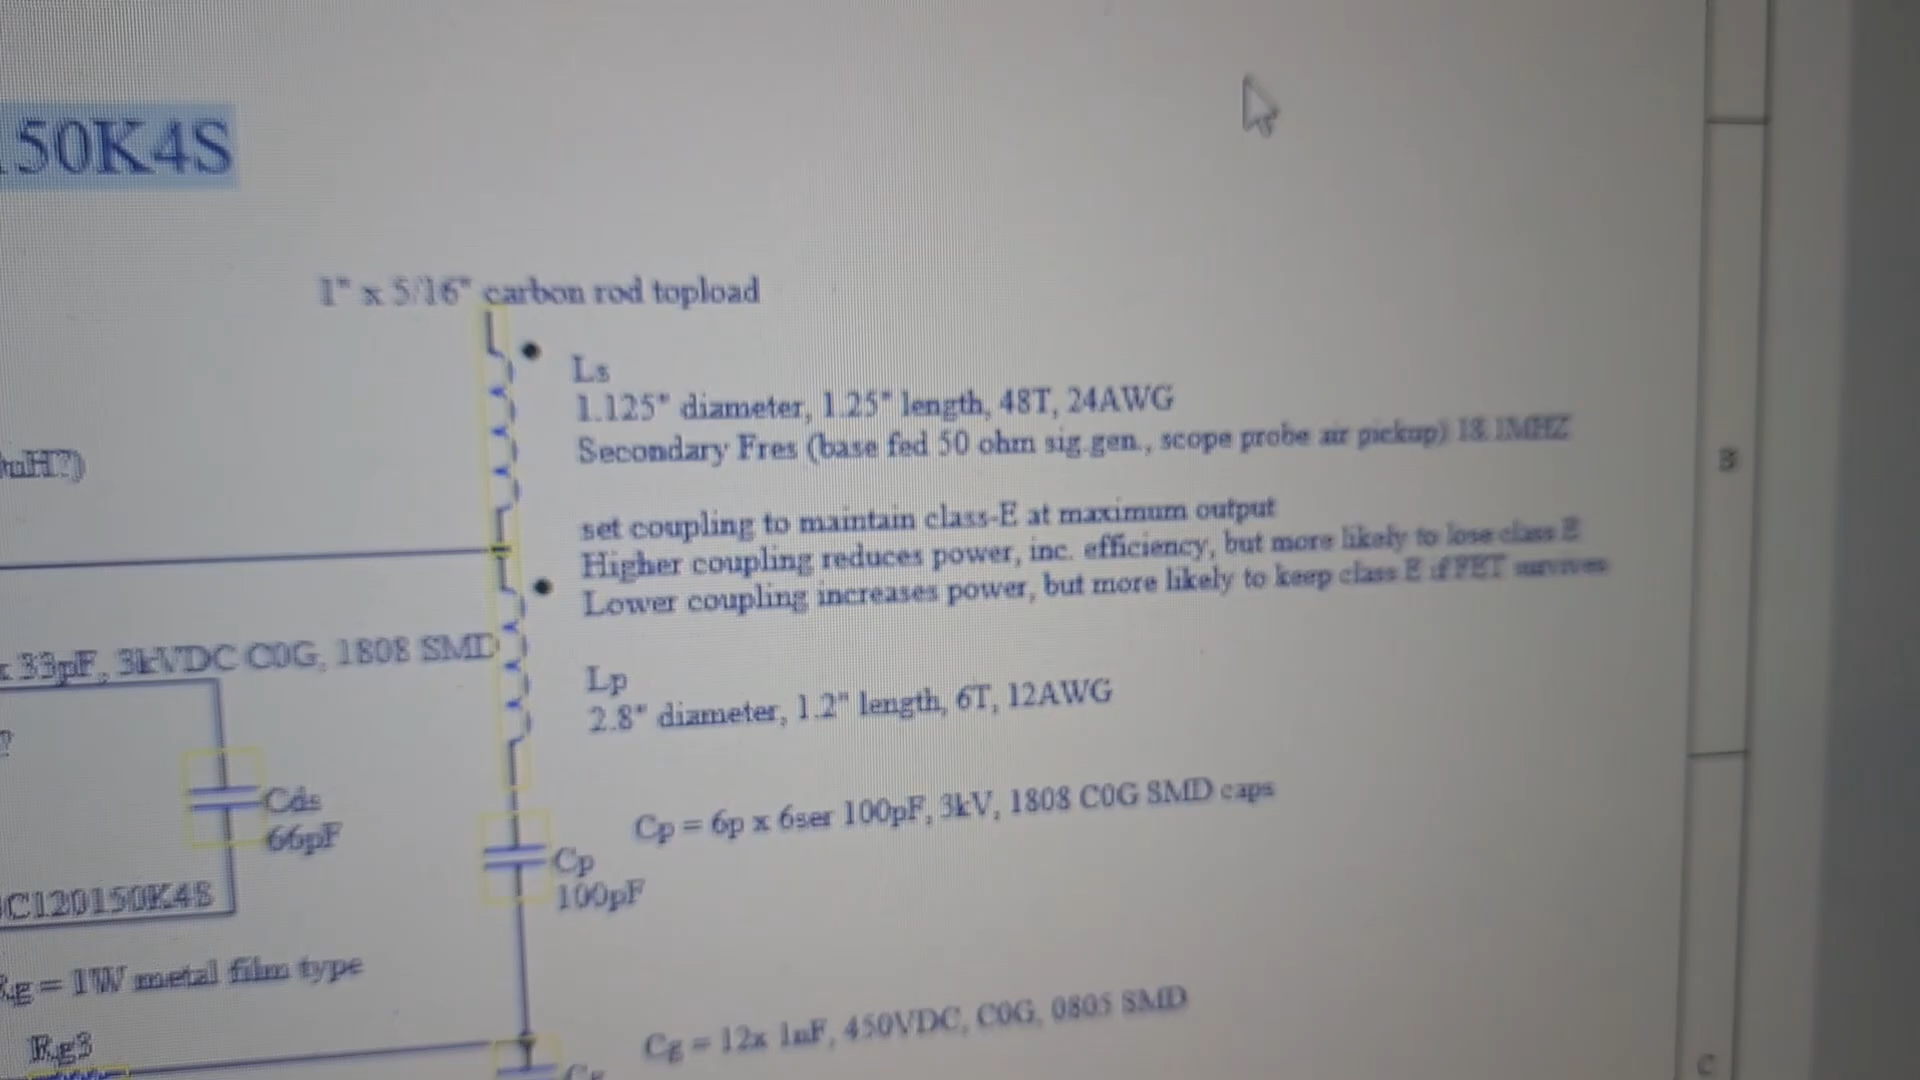 150K4S
1" x 5/16" carbon rod topload
Ls
1.125" diameter, 1.25" length, 48T, 24AWG
uH?)
Secondary Fres (base fed 50 ohm sig.gen., scope probe air pickup) 18.1MHZ
B
set coupling to maintain class-E at maximum output
Higher coupling reduces power, inc. efficiency, but more likely to lose class E
Lower coupling increases power, but more likely to keep class E if FET survives
x 33pF, 3kVDC C0G, 1808 SMD
Lp
2.8" diameter, 1.2" length, 6T, 12AWG
?
Cds
66pF
Cp = 6p x 6ser 100pF, 3kV, 1808 C0G SMD caps
Cp
100pF
C120150K4S
Rg = 1W metal film type
Cg = 12x 1nF, 450VDC, C0G, 0805 SMD
Rg3
Cg
C